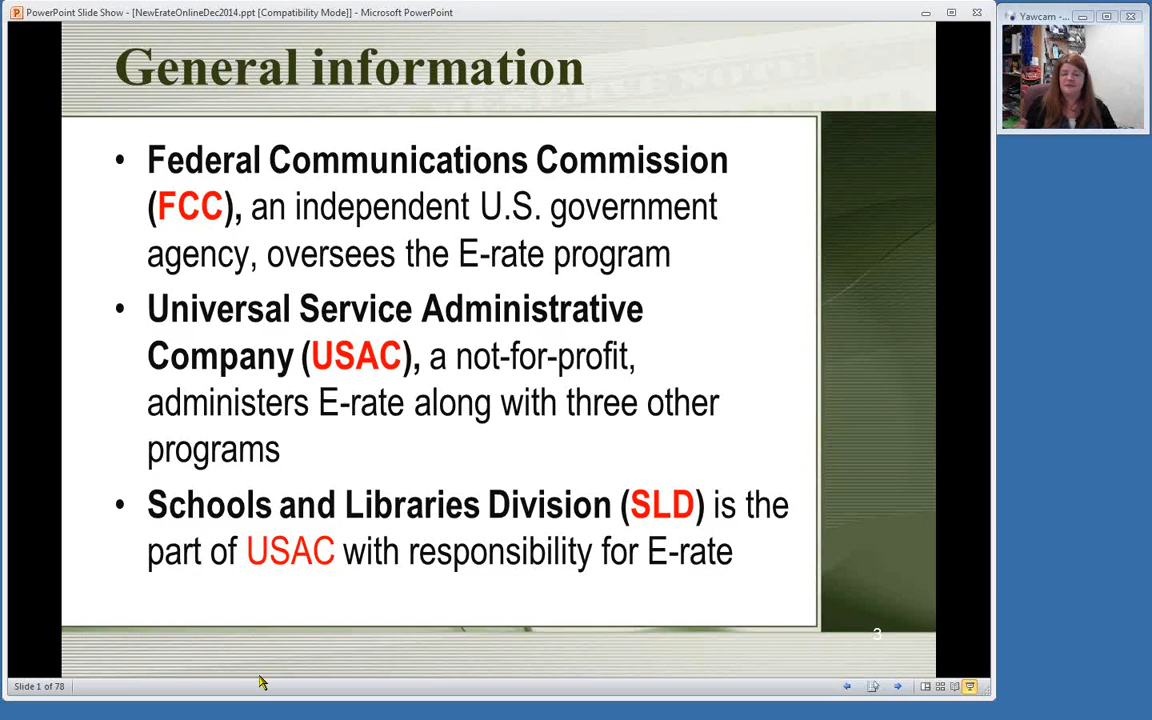 PowerPoint Slide Show - [NewErateOnlineDec2014.ppt [Compatibility Mode]] - Microsoft PowerPoint
Yawcam -...
General information
• Federal Communications Commission
(FCC), an independent U.S. government
agency, oversees the E-rate program
• Universal Service Administrative
Company (USAC), a not-for-profit,
administers E-rate along with three other
programs
• Schools and Libraries Division (SLD) is the
part of USAC with responsibility for E-rate
3
Slide 1 of 78